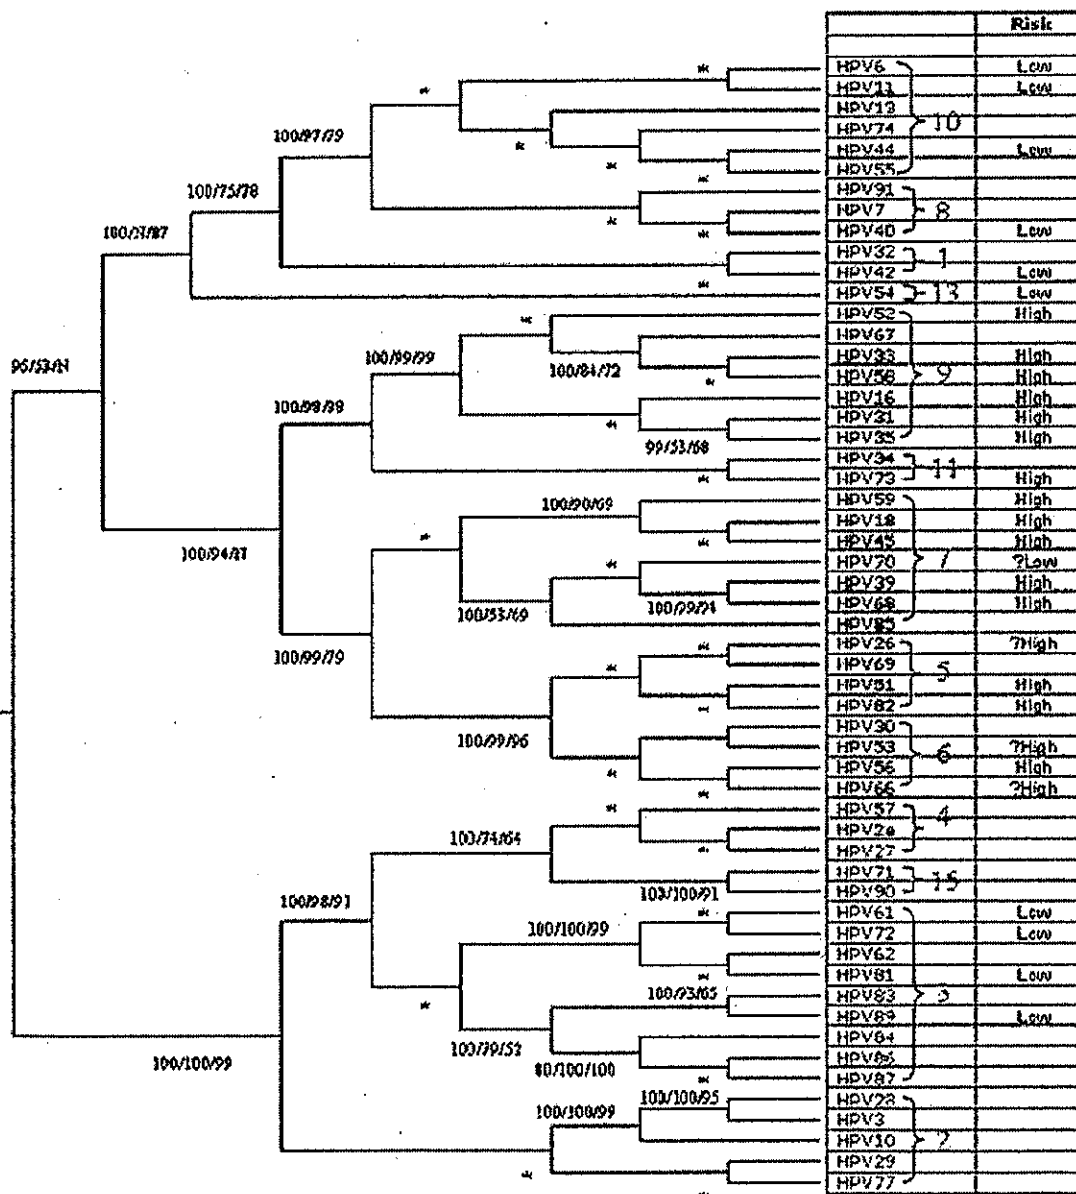 Risk
HPV6 Low
* HPV11 Low
* HPV13
10
HPV74
100/97/79
* HPV44 Low
* HPV55
*
100/75/78
HPV91
HPV7 8
* HPV40 Low
*
HPV32 1
HPV42 Low
*
HPV54 13 Low
HPV52 High
*
HPV67
100/99/99
HPV33 High
100/84/72
HPV58 High
* 9
HPV16 High
100/98/88
HPV31 High
*
HPV35 High
99/53/68
HPV34 11
HPV73 High
*
HPV59 High
100/90/69
HPV18 High
*
HPV45 High
*
HPV70 ?Low
* 7
HPV39 High
100/99/94
HPV68 High
100/53/69
HPV85
HPV26 ?High
*
100/99/79
HPV69
* 5
HPV51 High
HPV82 High
*
HPV30
100/99/96
HPV53 ?High
6
HPV56 High
*
HPV66 ?High
*
HPV57 4
*
HPV2a
100/74/64
HPV27
*
HPV71 15
HPV90
103/100/91
100/98/91
HPV61 Low
*
HPV72 Low
100/100/99
HPV62
HPV81 Low
*
HPV83 3
100/93/65
HPV89 Low
*
HPV84
100/79/52
HPV86
80/100/100
HPV87
*
100/100/99
HPV28
100/100/95
HPV3
100/100/99
HPV10 2
HPV29
*
HPV77
*